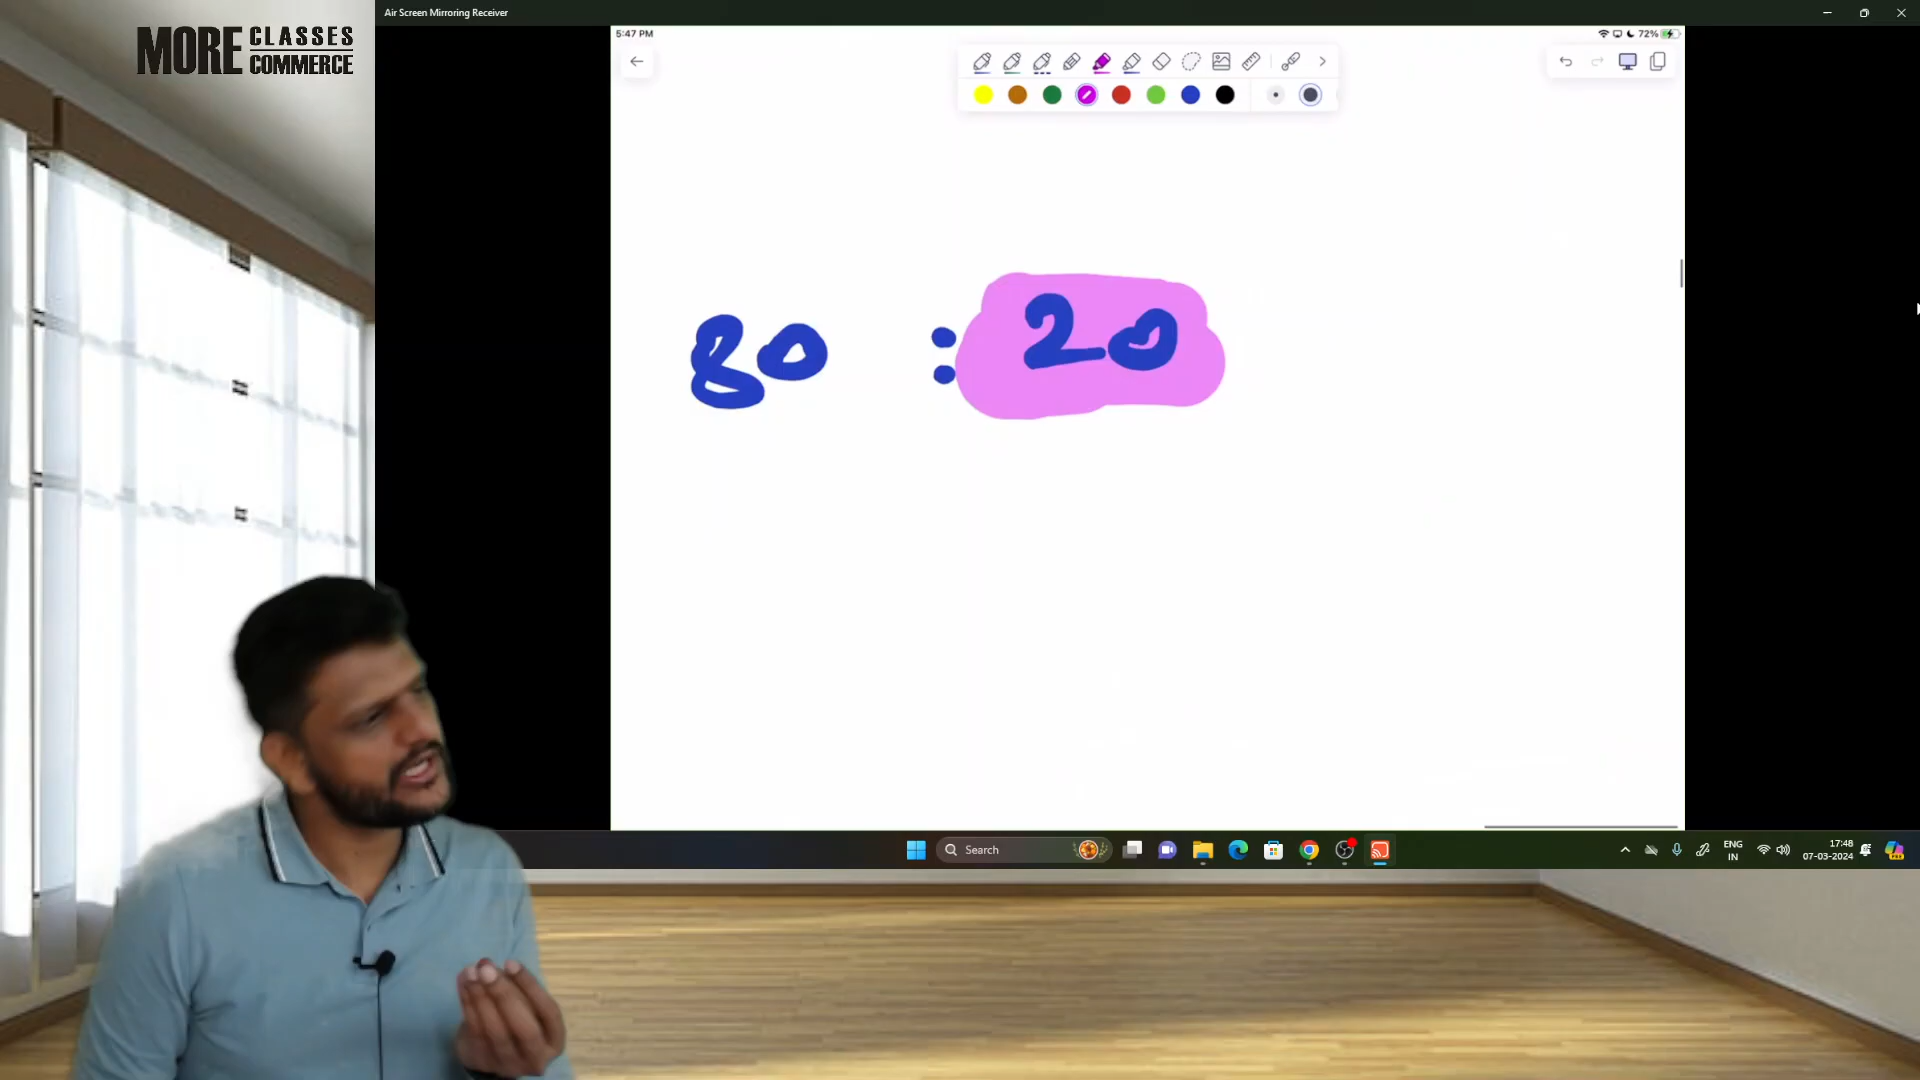 Air Screen Mirroring Receiver
MORE CLASSES COMMERCE
5:47 PM
72%
80 : 20
Search
ENG
IN
17:48
07-03-2024